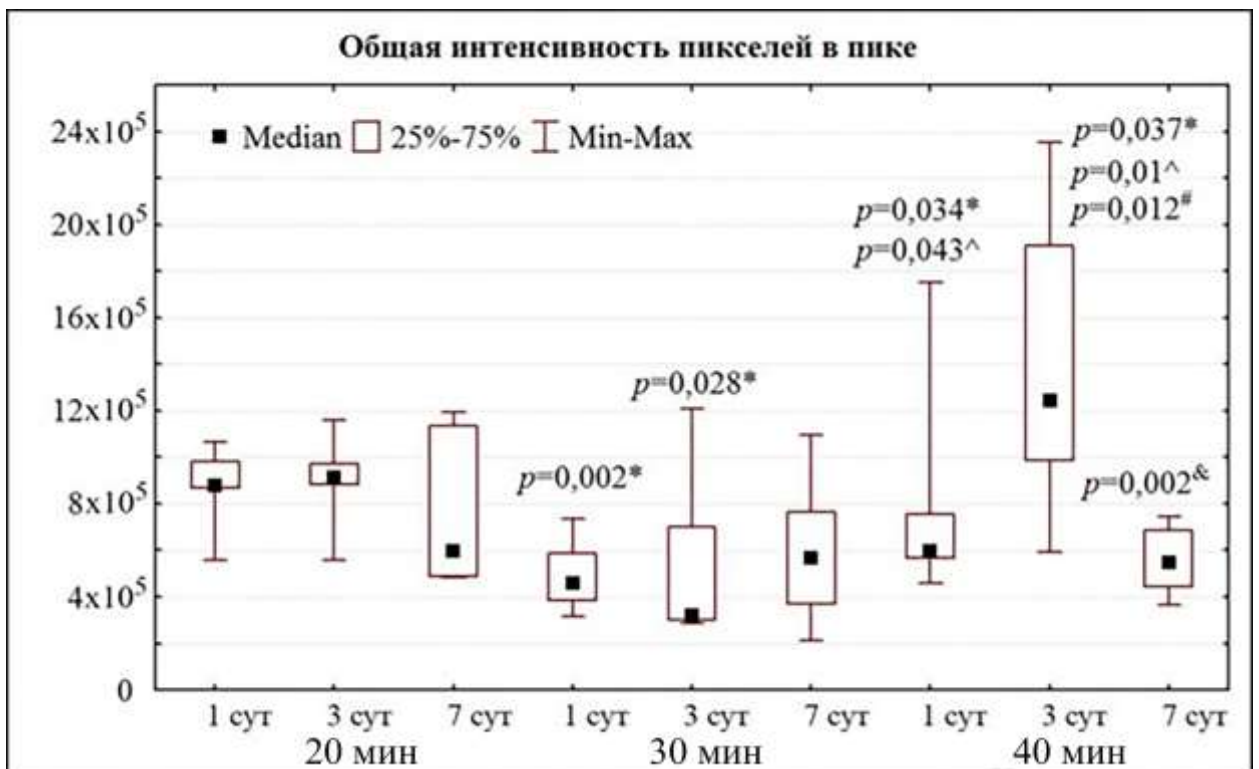 Общая интенсивность пикселей в пике
Median 25%-75% Min-Max
24x10⁵
20x10⁵
16x10⁵
12x10⁵
8x10⁵
4x10⁵
0
p=0,002*
p=0,028*
p=0,034*
p=0,043^
p=0,037*
p=0,01^
p=0,012#
p=0,002&
1 сут 3 сут 7 сут 1 сут 3 сут 7 сут 1 сут 3 сут 7 сут
20 мин 30 мин 40 мин